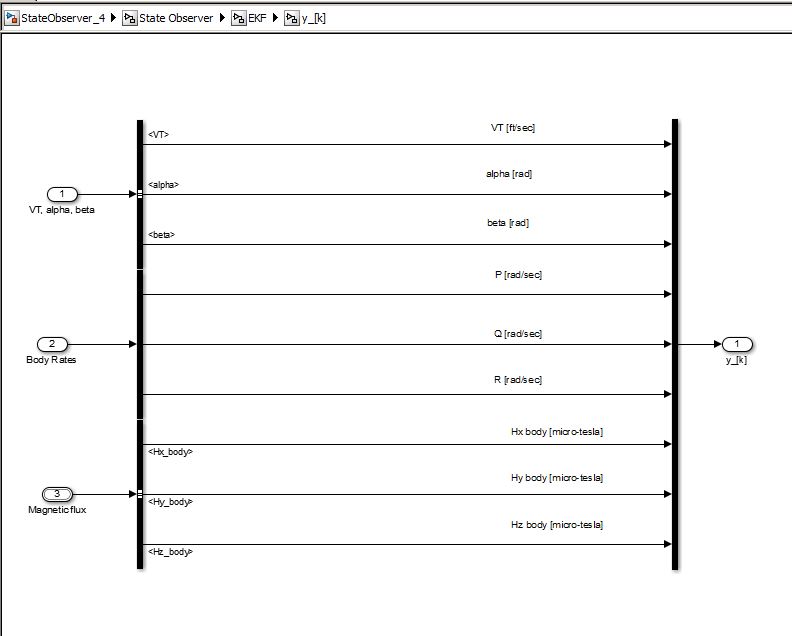 StateObserver_4 State Observer EKF y_[k]
<VT>
VT [ft/sec]
1
VT, alpha, beta
<alpha>
alpha [rad]
<beta>
beta [rad]
P [rad/sec]
2
Body Rates
Q [rad/sec]
1
y_[k]
R [rad/sec]
Hx body [micro-tesla]
<Hx_body>
3
Magnetic flux
Hy body [micro-tesla]
<Hy_body>
Hz body [micro-tesla]
<Hz_body>